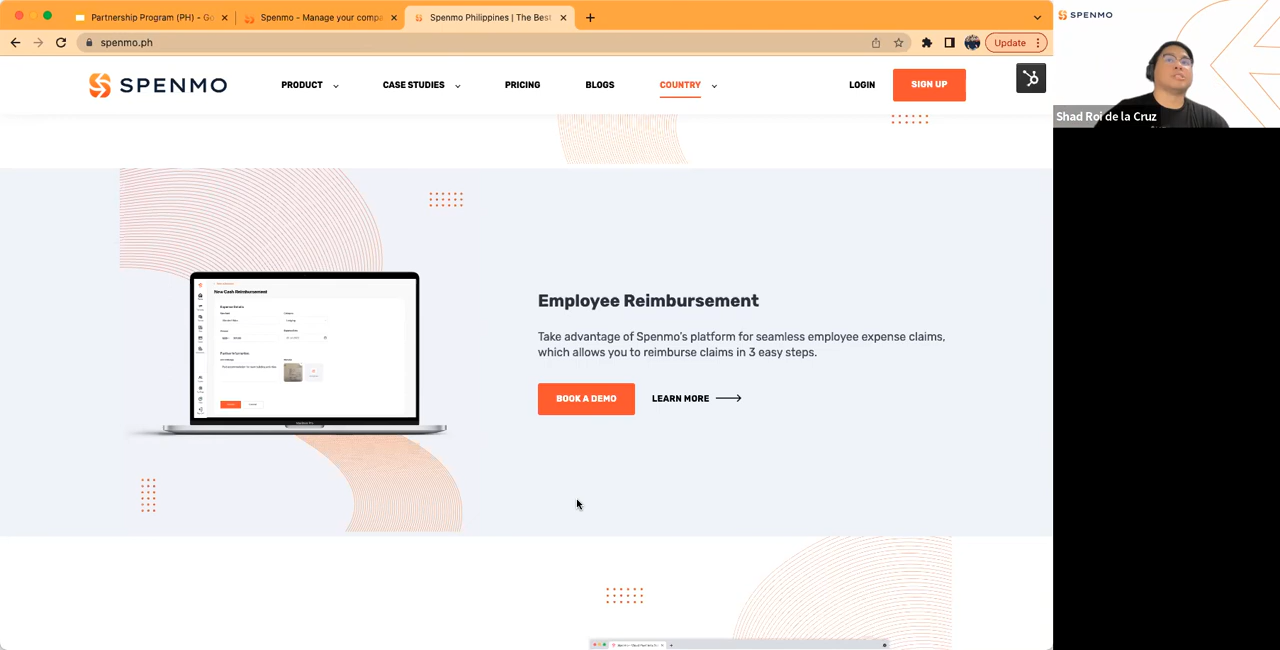 Partnership Program (PH) - Go
Spenmo - Manage your compa
Spenmo Philippines | The Best
spenmo.ph
Update
SPENMO
PRODUCT
CASE STUDIES
PRICING
BLOGS
COUNTRY
LOGIN
SIGN UP
SPENMO
Shad Roi de la Cruz
New Cash Reimbursement
Employee Reimbursement
Take advantage of Spenmo's platform for seamless employee expense claims,
which allows you to reimburse claims in 3 easy steps.
BOOK A DEMO
LEARN MORE